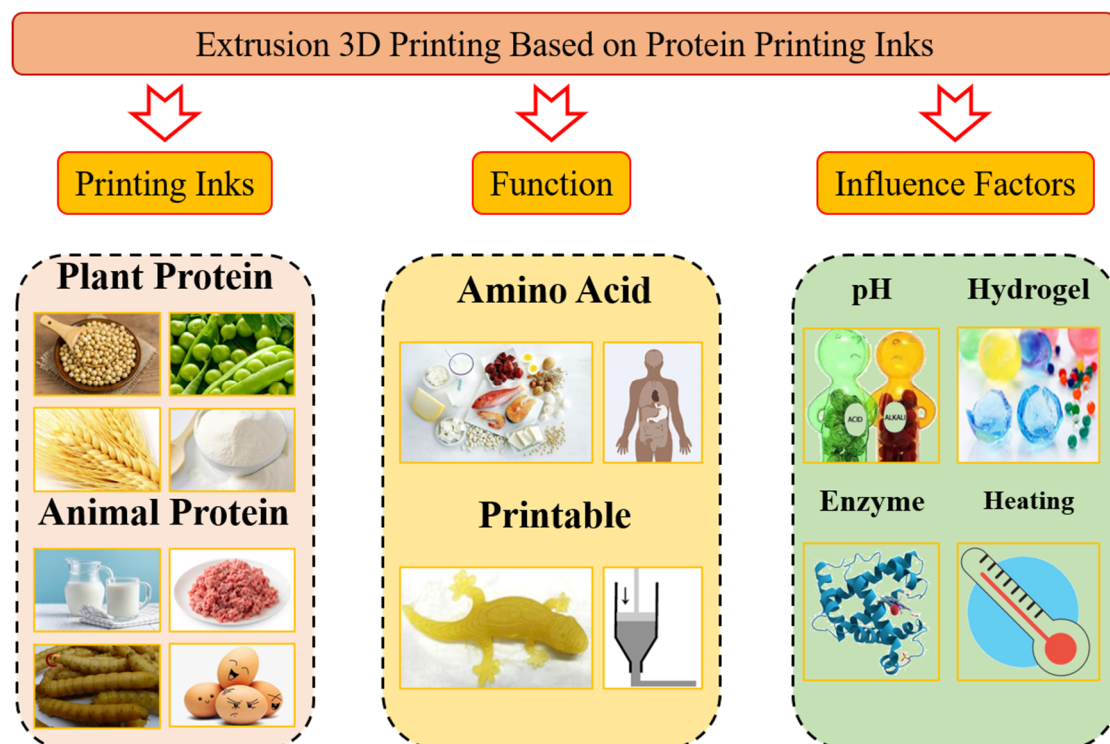 Extrusion 3D Printing Based on Protein Printing Inks
Printing Inks
Function
Influence Factors
Plant Protein
Animal Protein
Amino Acid
Printable
pH
Hydrogel
ACID
ALKALI
Enzyme
Heating